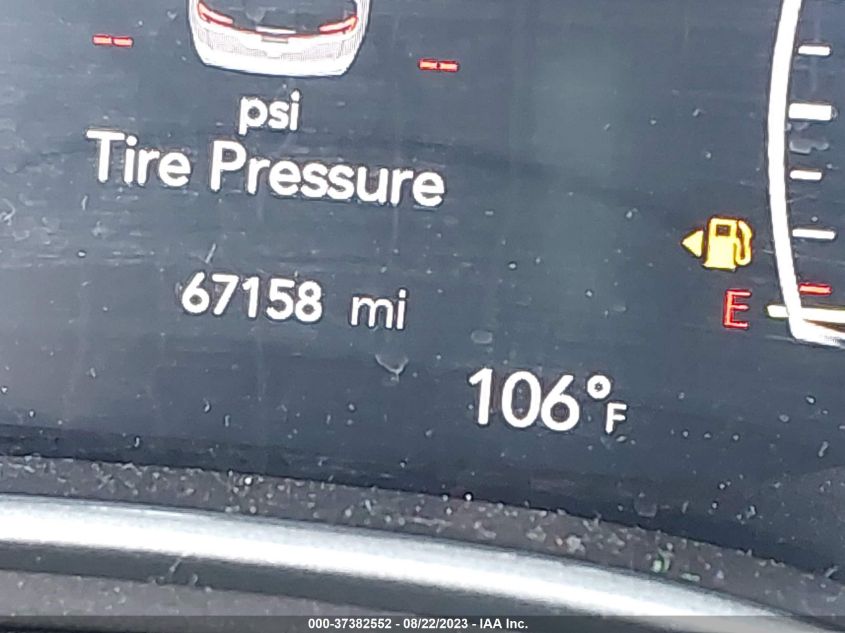 -- --
psi
Tire Pressure
67158 mi
E
106°F
000-37382552 - 08/22/2023 - IAA Inc.